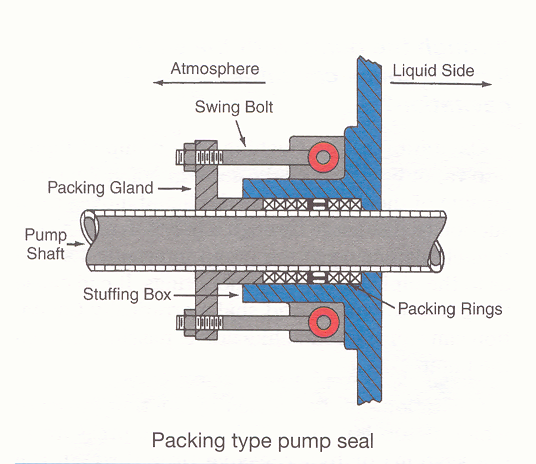 Atmosphere
Liquid Side
Swing Bolt
Packing Gland
Pump
Shaft
Stuffing Box
Packing Rings
Packing type pump seal